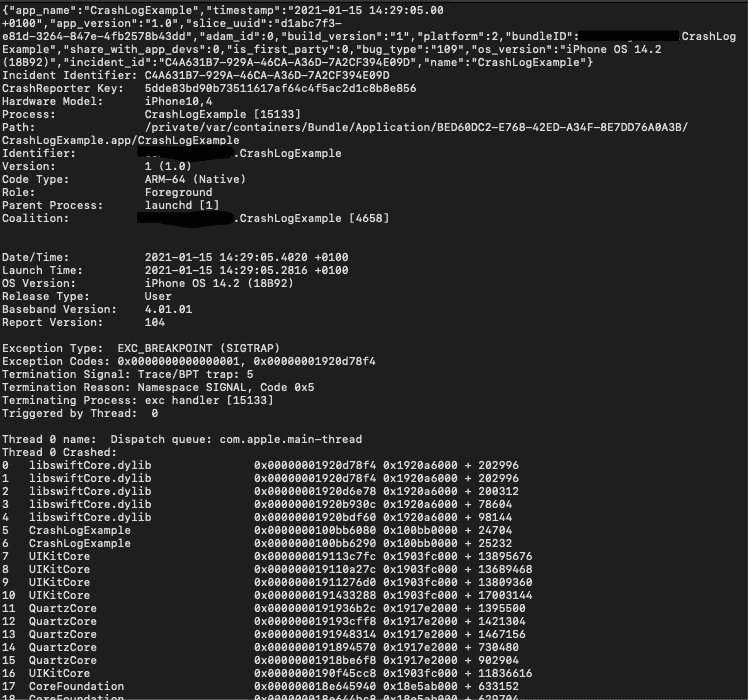 {"app_name":"CrashLogExample","timestamp":"2021-01-15 14:29:05.00
+0100","app_version":"1.0","slice_uuid":"d1abc7f3-
e81d-3264-847e-4fb2578b43dd","adam_id":0,"build_version":"1","platform":2,"bundleID": .CrashLog
Example","share_with_app_devs":0,"is_first_party":0,"bug_type":"109","os_version":"iPhone OS 14.2
(18B92)","incident_id":"C4A631B7-929A-46CA-A36D-7A2CF394E09D","name":"CrashLogExample"}
Incident Identifier: C4A631B7-929A-46CA-A36D-7A2CF394E09D
CrashReporter Key:   5dde83bd90b73511617af64c4f5ac2d1c8b8e856
Hardware Model:      iPhone10,4
Process:             CrashLogExample [15133]
Path:                /private/var/containers/Bundle/Application/BED60DC2-E768-42ED-A34F-8E7DD76A0A3B/
CrashLogExample.app/CrashLogExample
Identifier:          .CrashLogExample
Version:             1 (1.0)
Code Type:           ARM-64 (Native)
Role:                Foreground
Parent Process:      launchd [1]
Coalition:           .CrashLogExample [4658]
Date/Time:           2021-01-15 14:29:05.4020 +0100
Launch Time:         2021-01-15 14:29:05.2816 +0100
OS Version:          iPhone OS 14.2 (18B92)
Release Type:        User
Baseband Version:    4.01.01
Report Version:      104
Exception Type:  EXC_BREAKPOINT (SIGTRAP)
Exception Codes: 0x0000000000000001, 0x00000001920d78f4
Termination Signal: Trace/BPT trap: 5
Termination Reason: Namespace SIGNAL, Code 0x5
Terminating Process: exc handler [15133]
Triggered by Thread:  0
Thread 0 name:  Dispatch queue: com.apple.main-thread
Thread 0 Crashed:
0   libswiftCore.dylib            0x00000001920d78f4 0x1920a6000 + 202996
1   libswiftCore.dylib            0x00000001920d78f4 0x1920a6000 + 202996
2   libswiftCore.dylib            0x00000001920d6e78 0x1920a6000 + 200312
3   libswiftCore.dylib            0x00000001920b930c 0x1920a6000 + 78604
4   libswiftCore.dylib            0x00000001920bdf60 0x1920a6000 + 98144
5   CrashLogExample               0x0000000100bb6080 0x100bb0000 + 24704
6   CrashLogExample               0x0000000100bb6290 0x100bb0000 + 25232
7   UIKitCore                     0x000000019113c7fc 0x1903fc000 + 13895676
8   UIKitCore                     0x000000019110a27c 0x1903fc000 + 13689468
9   UIKitCore                     0x00000001911276d0 0x1903fc000 + 13809360
10  UIKitCore                     0x0000000191433288 0x1903fc000 + 17003144
11  QuartzCore                    0x0000000191936b2c 0x1917e2000 + 1395500
12  QuartzCore                    0x000000019193cff8 0x1917e2000 + 1421304
13  QuartzCore                    0x0000000191948314 0x1917e2000 + 1467156
14  QuartzCore                    0x0000000191894570 0x1917e2000 + 730480
15  QuartzCore                    0x00000001918be6f8 0x1917e2000 + 902904
16  UIKitCore                     0x0000000190f45cc8 0x1903fc000 + 11836616
17  CoreFoundation                0x000000018e645940 0x18e5ab000 + 633152
18  CoreFoundation                0x18e5ab000 + 629704